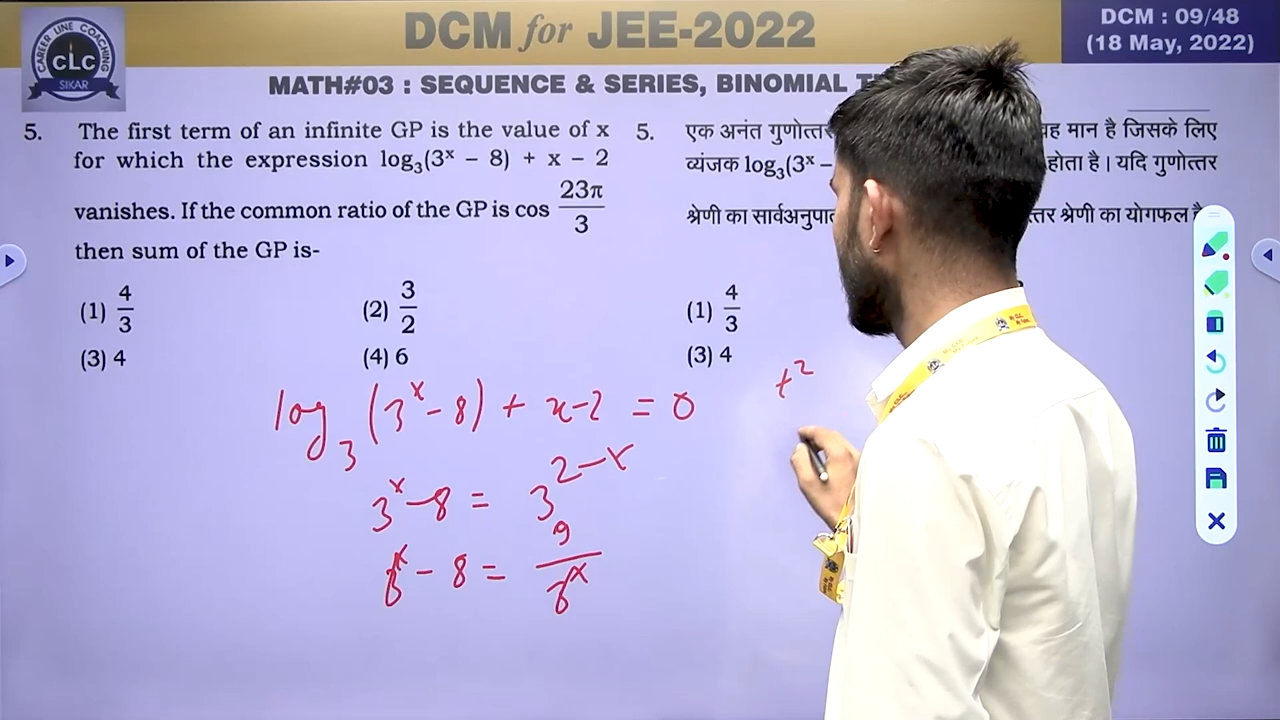 DCM for JEE-2022
DCM : 09/48
(18 May, 2022)
CAREER LINE COACHING
CLC
SIKAR
MATH#03 : SEQUENCE & SERIES, BINOMIAL
5. The first term of an infinite GP is the value of x
for which the expression log₃(3ˣ − 8) + x − 2
vanishes. If the common ratio of the GP is cos 23π/3
then sum of the GP is-
(1) 4/3 (2) 3/2
(3) 4 (4) 6
5. एक अनंत वह मान है जिसके लिए
व्यंजक log₃(3ˣ − होता है। यदि गुणोत्तर
श्रेणी का श्रेणी का योगफल
(1) 4/3
(3) 4
log₃(3ˣ-8) + x-2 = 0
3ˣ-8 = 3²⁻ˣ
3ˣ - 8 = 9/3ˣ
t²